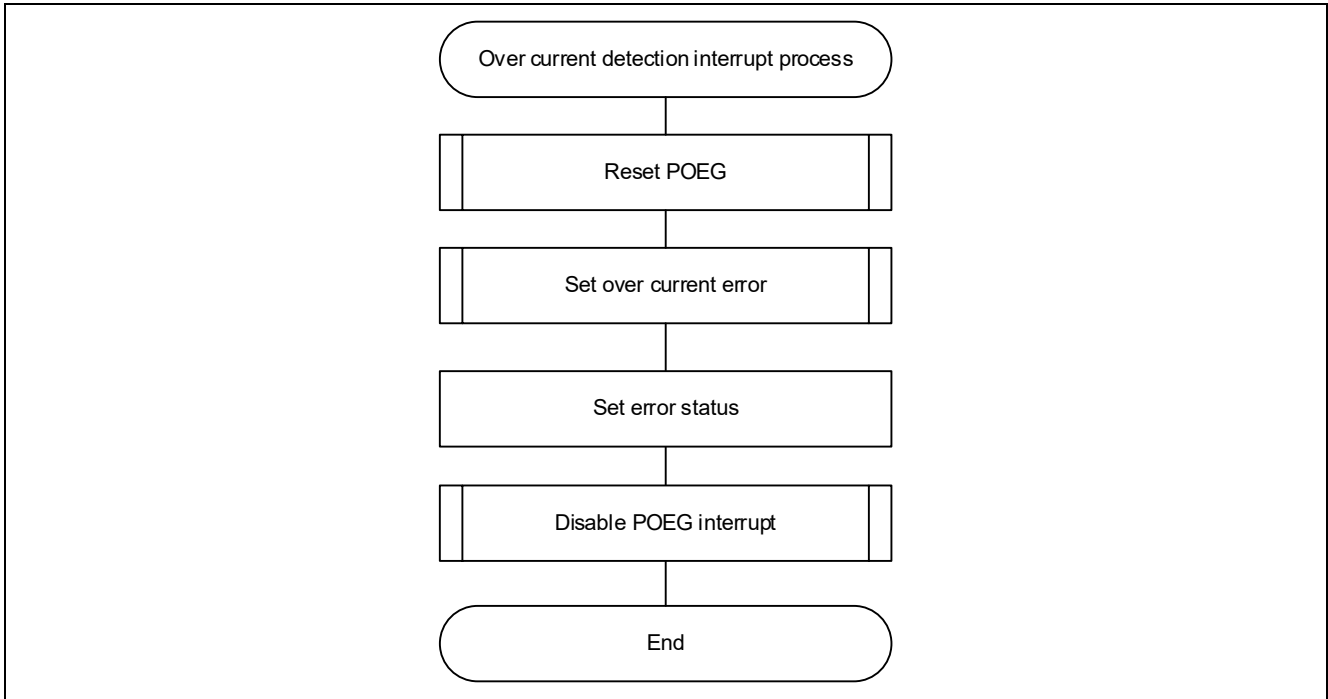 Over current detection interrupt process
Reset POEG
Set over current error
Set error status
Disable POEG interrupt
End